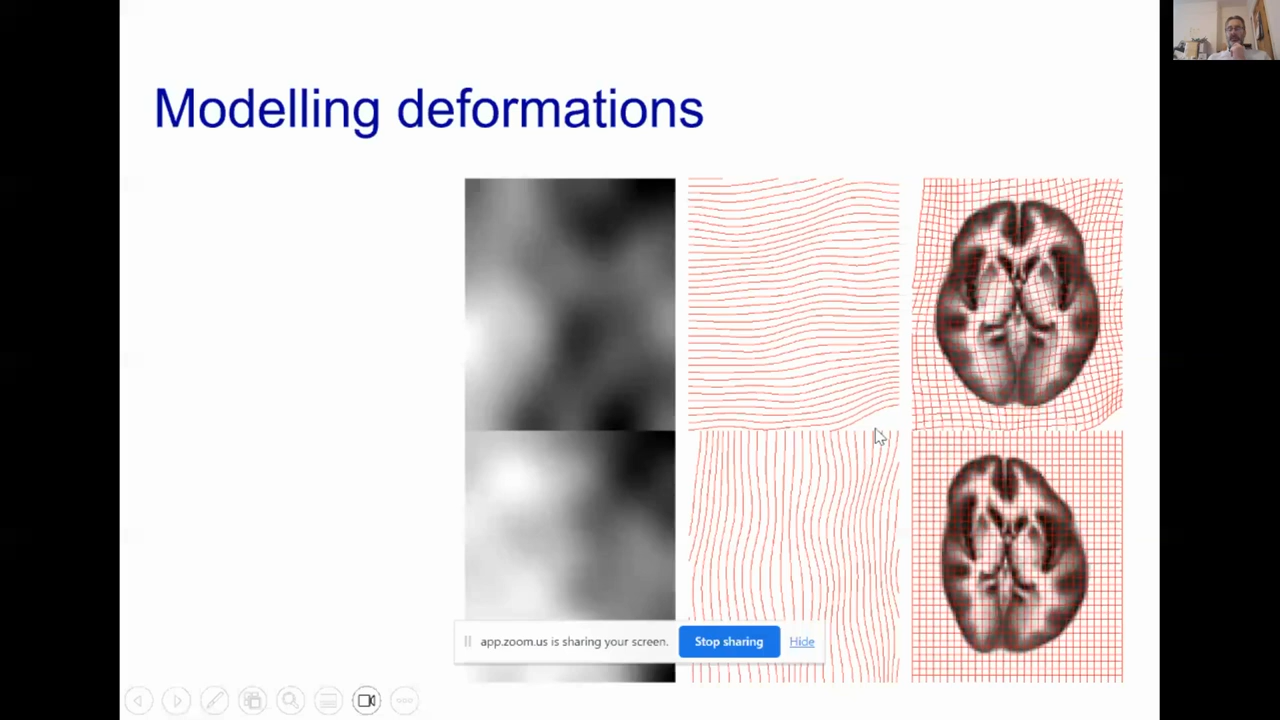 Modelling deformations
app.zoom.us is sharing your screen. Stop sharing Hide